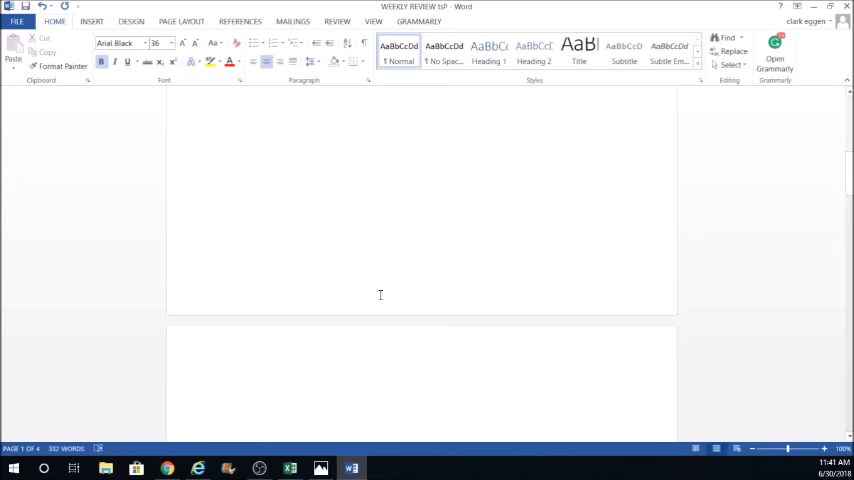 WEEKLY REVIEW tsP - Word
FILE HOME INSERT DESIGN PAGE LAYOUT REFERENCES MAILINGS REVIEW VIEW GRAMMARLY clark eggen
Paste
Cut
Copy
Format Painter
Clipboard
Arial Black 36
Font
Paragraph
AaBbCcDd AaBbCcDd AaBbCc AaBbCcC AaBl AaBbCcD AaBbCcDd
¶ Normal ¶ No Spac... Heading 1 Heading 2 Title Subtitle Subtle Em...
Styles
Find
Replace
Select
Editing
Open
Grammarly
Grammarly
PAGE 1 OF 4 332 WORDS 100%
11:41 AM
6/30/2018